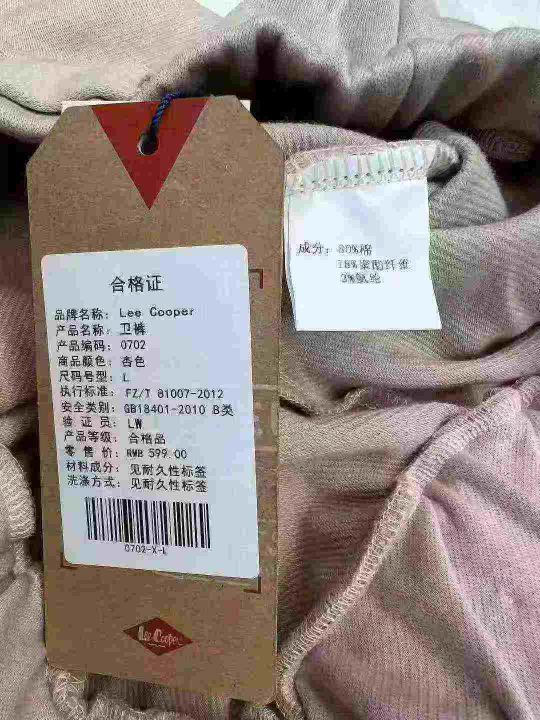 合格证
品牌名称: Lee Cooper
产品名称: 卫裤
产品编码: 0702
商品颜色: 杏色
尺码号型: L
执行标准: FZ/T 81007-2012
安全类别: GB18401-2010 B类
验 证 员: LW
产品等级: 合格品
零 售 价: RMB 599.00
材料成分: 见耐久性标签
洗涤方式: 见耐久性标签
0702-X-L
Lee Cooper
成分: 80%棉
18%聚酯纤维
2%氨纶